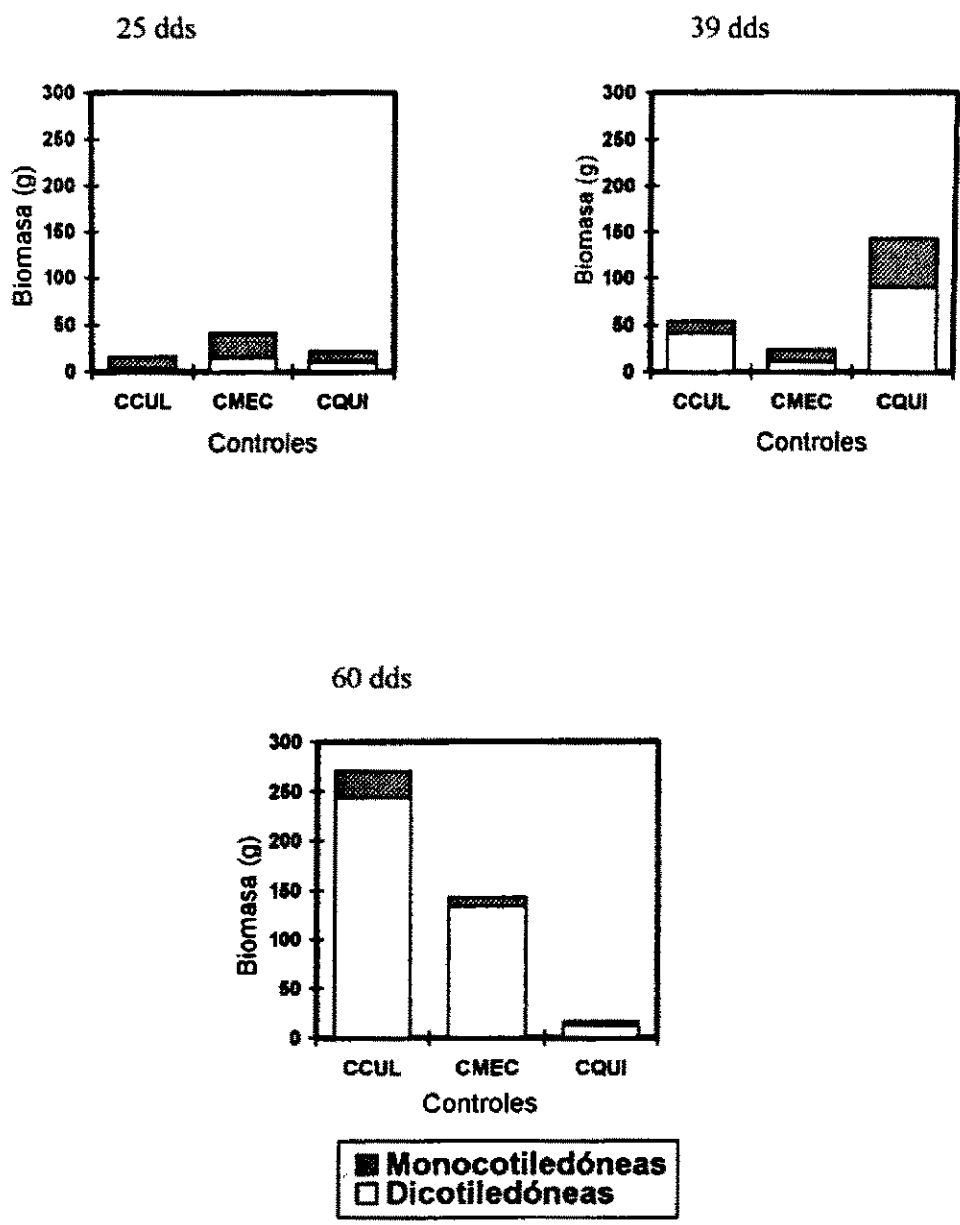 25 dds
300
250
200
150
100
50
0
Biomasa (g)
CCUL CMEC CQUI
Controles
39 dds
300
250
200
150
100
50
0
Biomasa (g)
CCUL CMEC CQUI
Controles
60 dds
300
250
200
150
100
50
0
Biomasa (g)
CCUL CMEC CQUI
Controles
Monocotiledóneas
Dicotiledóneas